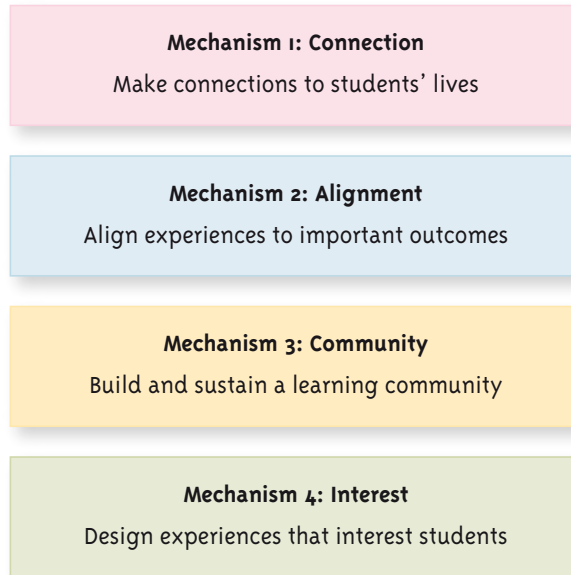 Mechanism 1: Connection
Make connections to students’ lives
Mechanism 2: Alignment
Align experiences to important outcomes
Mechanism 3: Community
Build and sustain a learning community
Mechanism 4: Interest
Design experiences that interest students